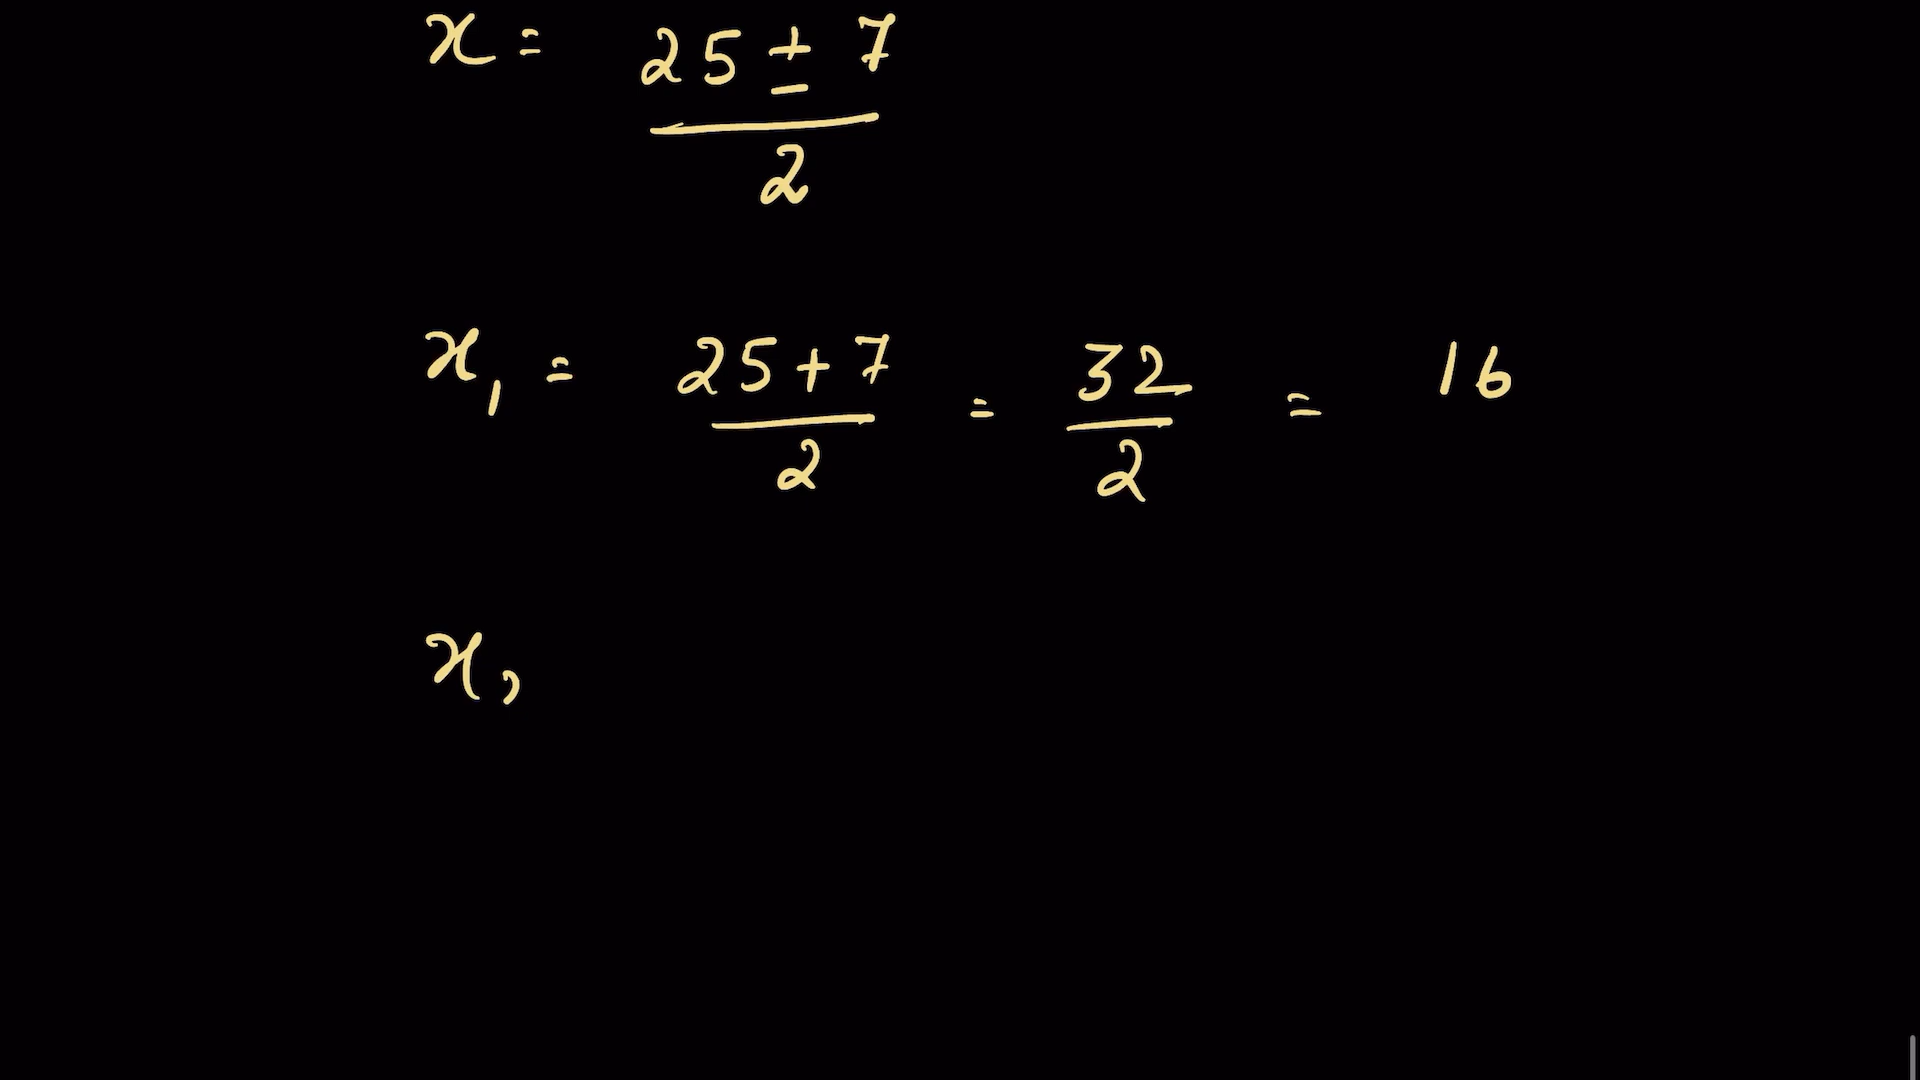 x = (25 ± 7)/2
x₁ = (25+7)/2 = 32/2 = 16
x